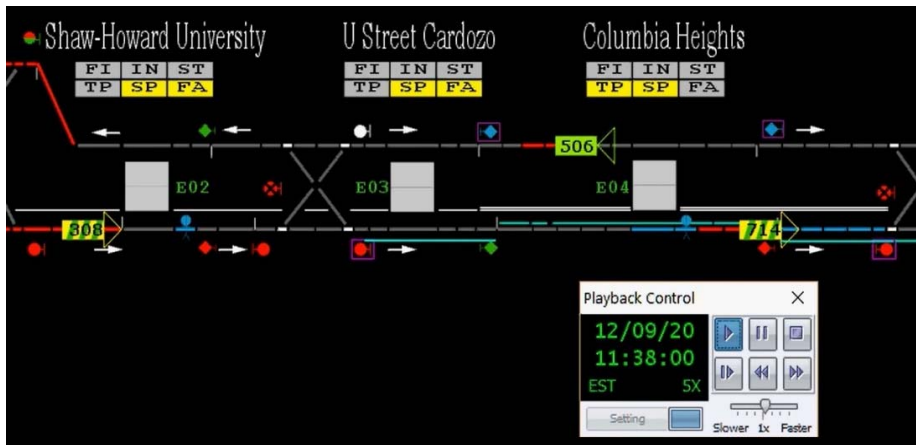 Shaw-Howard University U Street Cardozo Columbia Heights
FI IN ST FI IN ST FI IN ST
TP SP FA TP SP FA TP SP FA
506
E02 E03 E04
308 714
Playback Control
12/09/20
11:38:00
EST 5X
Setting
Slower 1x Faster